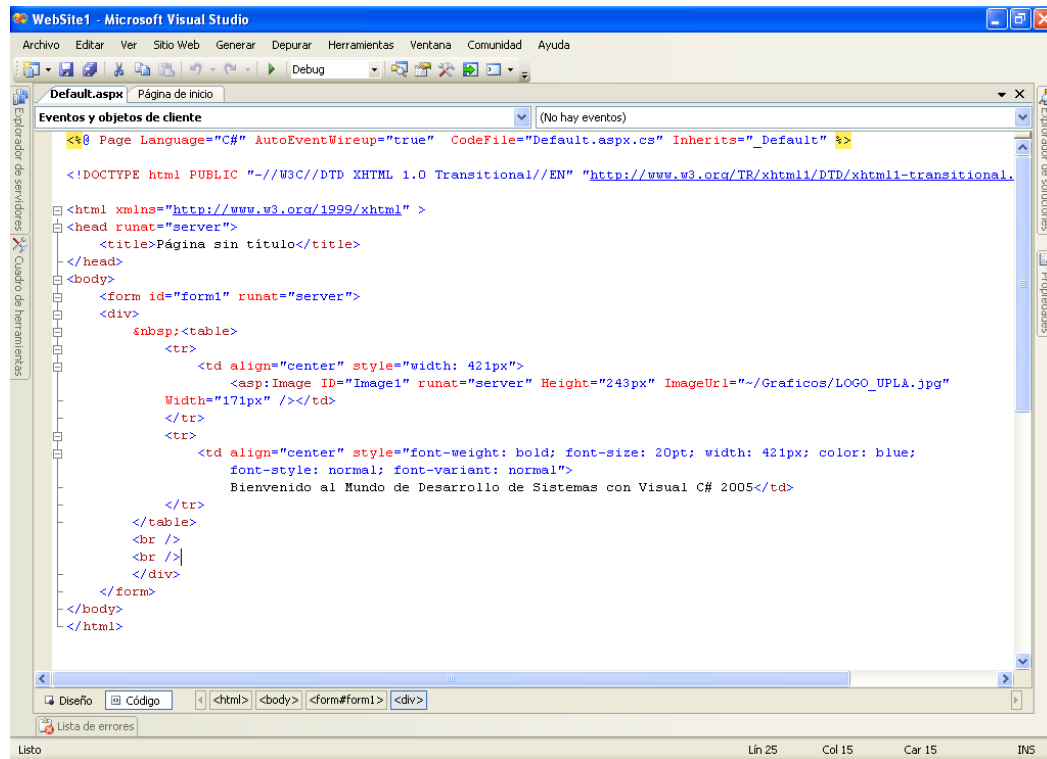 WebSite1 - Microsoft Visual Studio
Archivo Editar Ver Sitio Web Generar Depurar Herramientas Ventana Comunidad Ayuda
Debug
Default.aspx Página de inicio
Eventos y objetos de cliente (No hay eventos)
Explorador de servidores
Cuadro de herramientas
Explorador de soluciones
Propiedades
<%@ Page Language="C#" AutoEventWireup="true" CodeFile="Default.aspx.cs" Inherits="_Default" %>
<!DOCTYPE html PUBLIC "-//W3C//DTD XHTML 1.0 Transitional//EN" "http://www.w3.org/TR/xhtml1/DTD/xhtml1-transitional.
<html xmlns="http://www.w3.org/1999/xhtml" >
<head runat="server">
<title>Página sin título</title>
</head>
<body>
<form id="form1" runat="server">
<div>
&nbsp;<table>
<tr>
<td align="center" style="width: 421px">
<asp:Image ID="Image1" runat="server" Height="243px" ImageUrl="~/Graficos/LOGO_UPLA.jpg"
Width="171px" /></td>
</tr>
<tr>
<td align="center" style="font-weight: bold; font-size: 20pt; width: 421px; color: blue;
font-style: normal; font-variant: normal">
Bienvenido al Mundo de Desarrollo de Sistemas con Visual C# 2005</td>
</tr>
</table>
<br />
<br />
</div>
</form>
</body>
</html>
Diseño Código <html> <body> <form#form1> <div>
Lista de errores
Listo Lín 25 Col 15 Car 15 INS